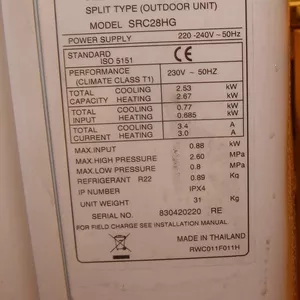 SPLIT TYPE (OUTDOOR UNIT)
MODEL SRC28HG
POWER SUPPLY 220 -240V ~ 50Hz
STANDARD ISO 5151 CE
PERFORMANCE (CLIMATE CLASS T1) 230V ~ 50HZ
TOTAL CAPACITY COOLING 2.53 kW
HEATING 2.67 kW
TOTAL INPUT COOLING 0.77 kW
HEATING 0.685 kW
TOTAL CURRENT COOLING 3.4 A
HEATING 3.0 A
MAX.INPUT 0.88 kW
MAX.HIGH PRESSURE 2.60 MPa
MAX.LOW PRESSURE 0.8 MPa
REFRIGERANT R22 0.89 Kg
IP NUMBER IPX4
UNIT WEIGHT 31 Kg
SERIAL NO. 830420220 RE
FOR FIELD CHARGE SEE INSTALLATION MANUAL
MADE IN THAILAND
RWC011F011H